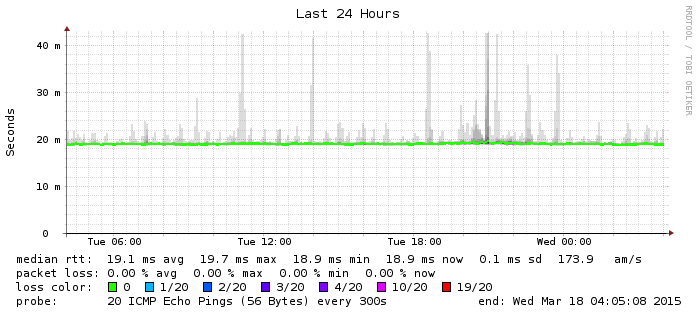 Last 24 Hours
RRDTOOL / TOBI OETIKER
Seconds
40 m
30 m
20 m
10 m
0
Tue 06:00 Tue 12:00 Tue 18:00 Wed 00:00
median rtt: 19.1 ms avg 19.7 ms max 18.9 ms min 18.9 ms now 0.1 ms sd 173.9 am/s
packet loss: 0.00 % avg 0.00 % max 0.00 % min 0.00 % now
loss color: 0 1/20 2/20 3/20 4/20 10/20 19/20
probe: 20 ICMP Echo Pings (56 Bytes) every 300s end: Wed Mar 18 04:05:08 2015